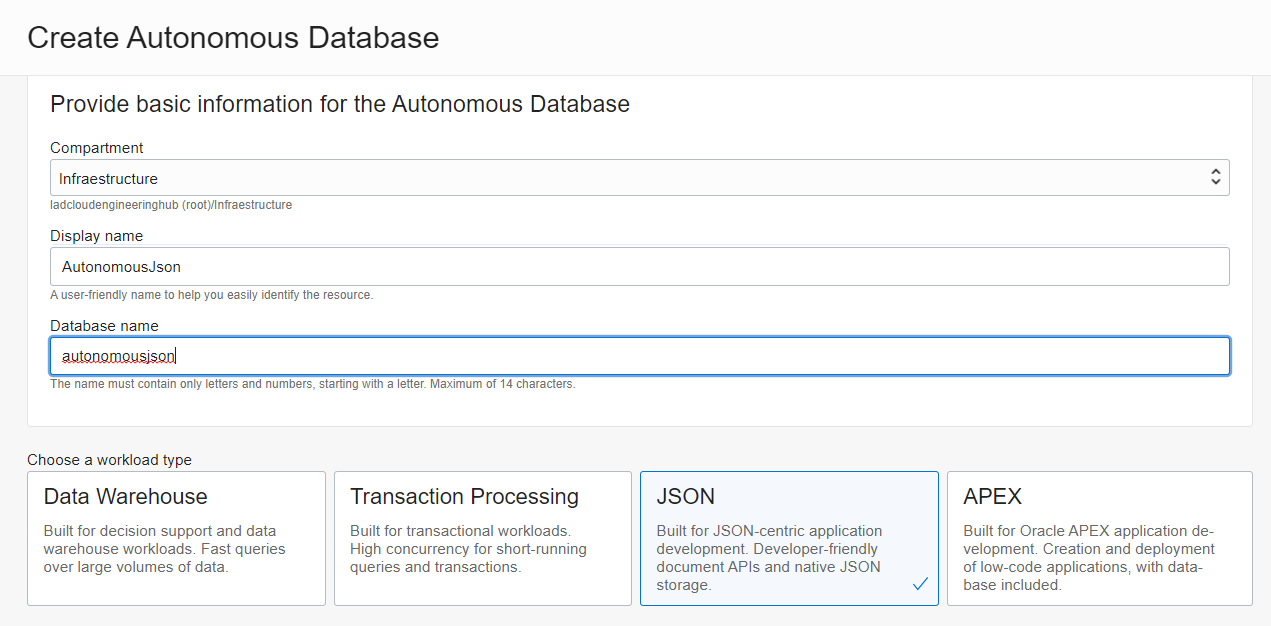 Create Autonomous Database
Provide basic information for the Autonomous Database
Compartment
Infraestructure
ladcloudengineeringhub (root)/Infraestructure
Display name
AutonomousJson
A user-friendly name to help you easily identify the resource.
Database name
autonomousjson
The name must contain only letters and numbers, starting with a letter. Maximum of 14 characters.
Choose a workload type
Data Warehouse
Built for decision support and data
warehouse workloads. Fast queries
over large volumes of data.
Transaction Processing
Built for transactional workloads.
High concurrency for short-running
queries and transactions.
JSON
Built for JSON-centric application
development. Developer-friendly
document APIs and native JSON
storage.
APEX
Built for Oracle APEX application de-
velopment. Creation and deployment
of low-code applications, with data-
base included.